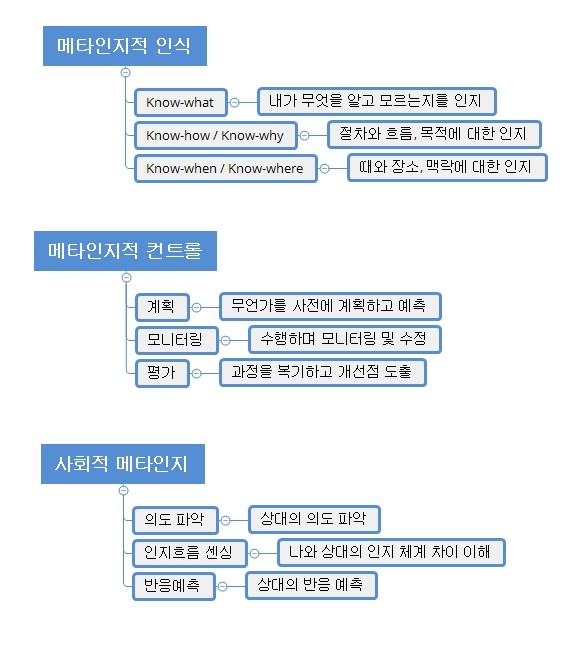 메타인지적 인식
Know-what
내가 무엇을 알고 모르는지를 인지
Know-how / Know-why
절차와 흐름, 목적에 대한 인지
Know-when / Know-where
때와 장소, 맥락에 대한 인지
메타인지적 컨트롤
계획
무언가를 사전에 계획하고 예측
모니터링
수행하며 모니터링 및 수정
평가
과정을 복기하고 개선점 도출
사회적 메타인지
의도 파악
상대의 의도 파악
인지흐름 센싱
나와 상대의 인지 체계 차이 이해
반응예측
상대의 반응 예측